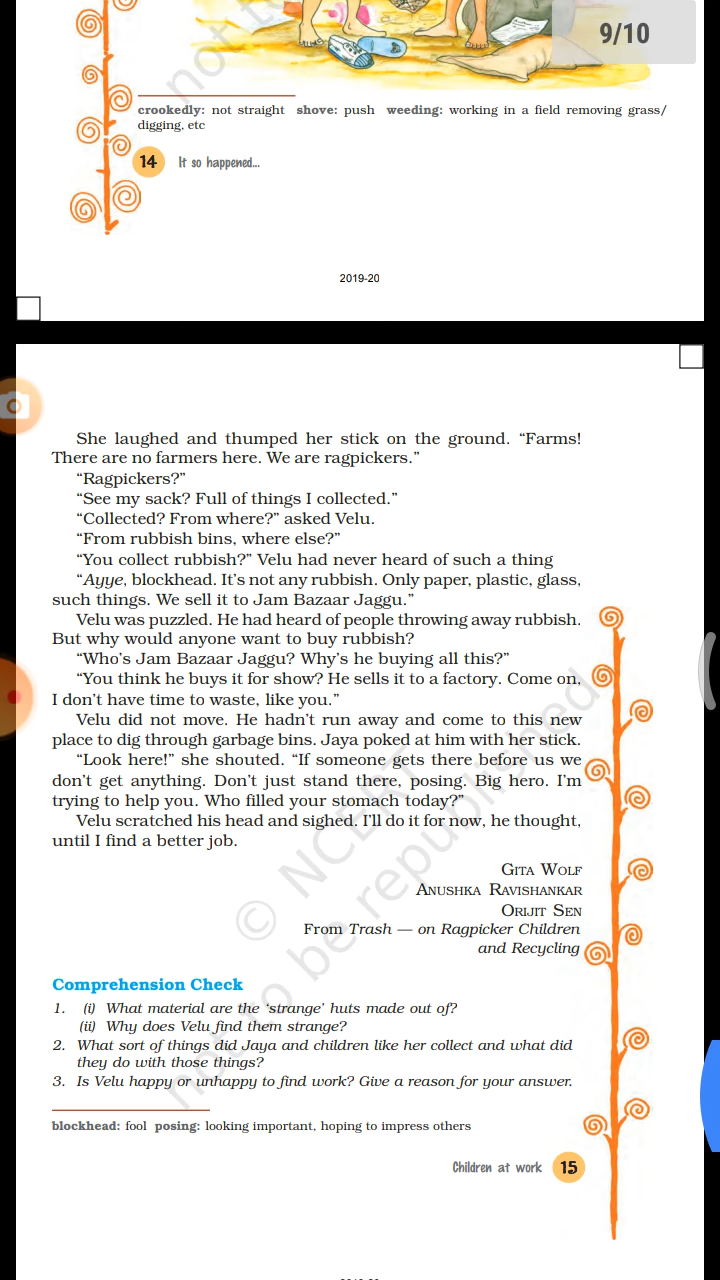 9/10
crookedly: not straight shove: push weeding: working in a field removing grass/
digging, etc
14 It so happened...
2019-20
She laughed and thumped her stick on the ground. “Farms!
There are no farmers here. We are ragpickers.”
“Ragpickers?”
“See my sack? Full of things I collected.”
“Collected? From where?” asked Velu.
“From rubbish bins, where else?”
“You collect rubbish?” Velu had never heard of such a thing
“Ayye, blockhead. It’s not any rubbish. Only paper, plastic, glass,
such things. We sell it to Jam Bazaar Jaggu.”
Velu was puzzled. He had heard of people throwing away rubbish.
But why would anyone want to buy rubbish?
“Who’s Jam Bazaar Jaggu? Why’s he buying all this?”
“You think he buys it for show? He sells it to a factory. Come on,
I don’t have time to waste, like you.”
Velu did not move. He hadn’t run away and come to this new
place to dig through garbage bins. Jaya poked at him with her stick.
“Look here!” she shouted. “If someone gets there before us we
don’t get anything. Don’t just stand there, posing. Big hero. I’m
trying to help you. Who filled your stomach today?”
Velu scratched his head and sighed. I’ll do it for now, he thought,
until I find a better job.
GITA WOLF
ANUSHKA RAVISHANKAR
ORIJIT SEN
From Trash — on Ragpicker Children
and Recycling
© NCERT
not to be republished
Comprehension Check
1. (i) What material are the ‘strange’ huts made out of?
(ii) Why does Velu find them strange?
2. What sort of things did Jaya and children like her collect and what did
they do with those things?
3. Is Velu happy or unhappy to find work? Give a reason for your answer.
blockhead: fool posing: looking important, hoping to impress others
Children at work 15